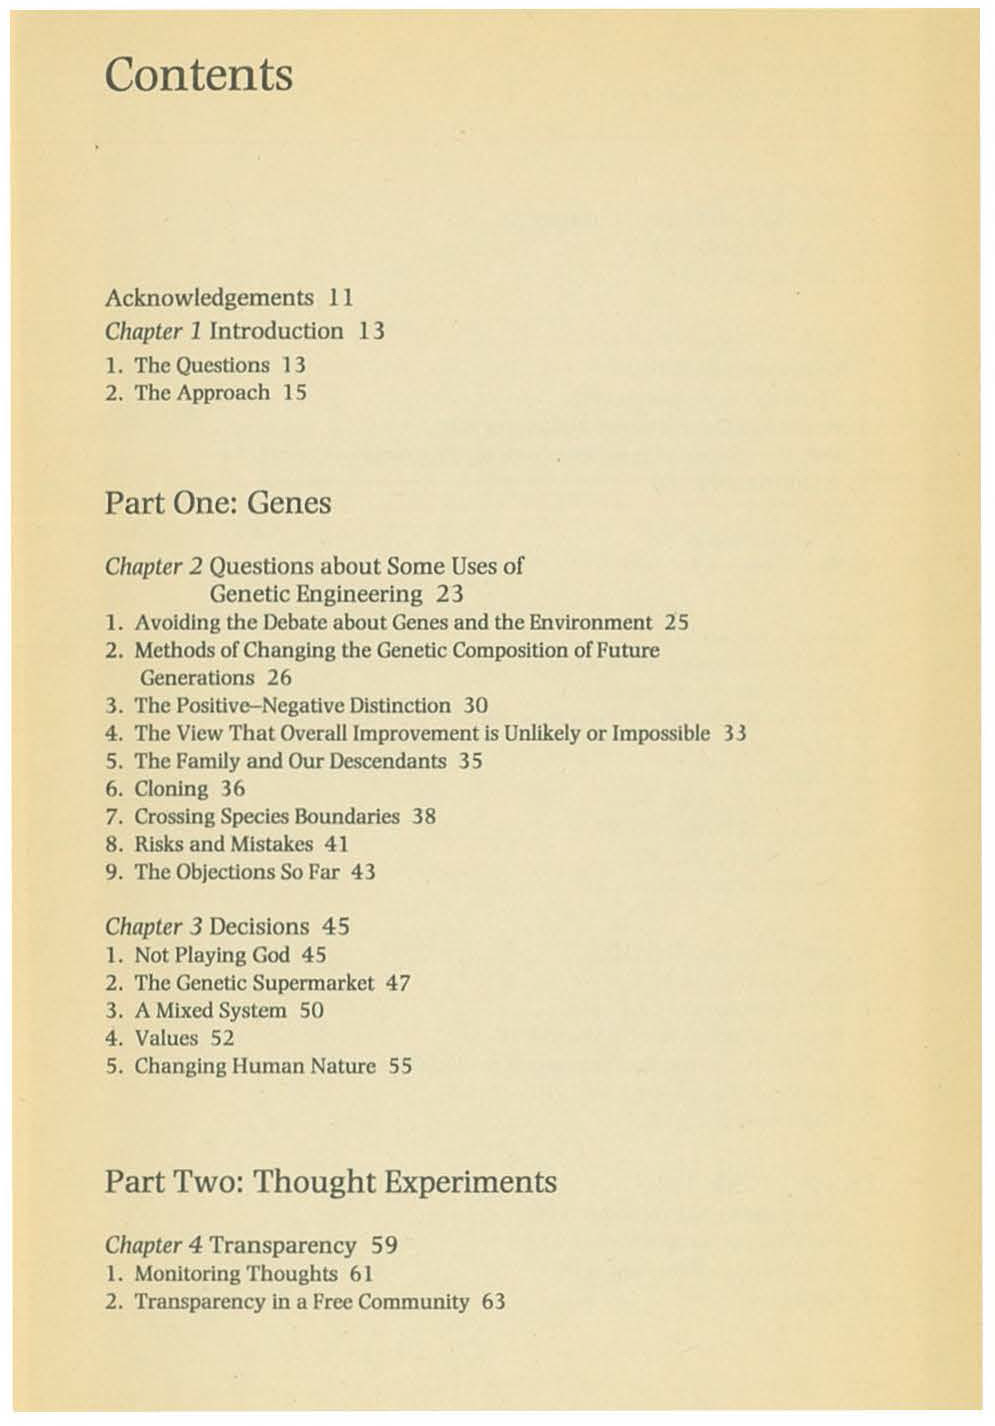 Contents
Acknowledgements 11
Chapter 1 Introduction 13
1. The Questions 13
2. The Approach 15
Part One: Genes
Chapter 2 Questions about Some Uses of
Genetic Engineering 23
1. Avoiding the Debate about Genes and the Environment 25
2. Methods of Changing the Genetic Composition of Future
Generations 26
3. The Positive–Negative Distinction 30
4. The View That Overall Improvement is Unlikely or Impossible 33
5. The Family and Our Descendants 35
6. Cloning 36
7. Crossing Species Boundaries 38
8. Risks and Mistakes 41
9. The Objections So Far 43
Chapter 3 Decisions 45
1. Not Playing God 45
2. The Genetic Supermarket 47
3. A Mixed System 50
4. Values 52
5. Changing Human Nature 55
Part Two: Thought Experiments
Chapter 4 Transparency 59
1. Monitoring Thoughts 61
2. Transparency in a Free Community 63